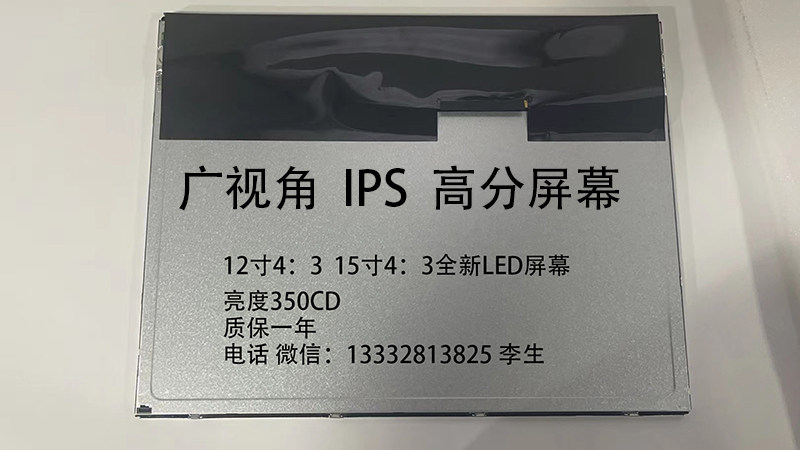 广视角 IPS 高分屏幕
12寸4：3 15寸4：3全新LED屏幕
亮度350CD
质保一年
电话 微信：13332813825 李生